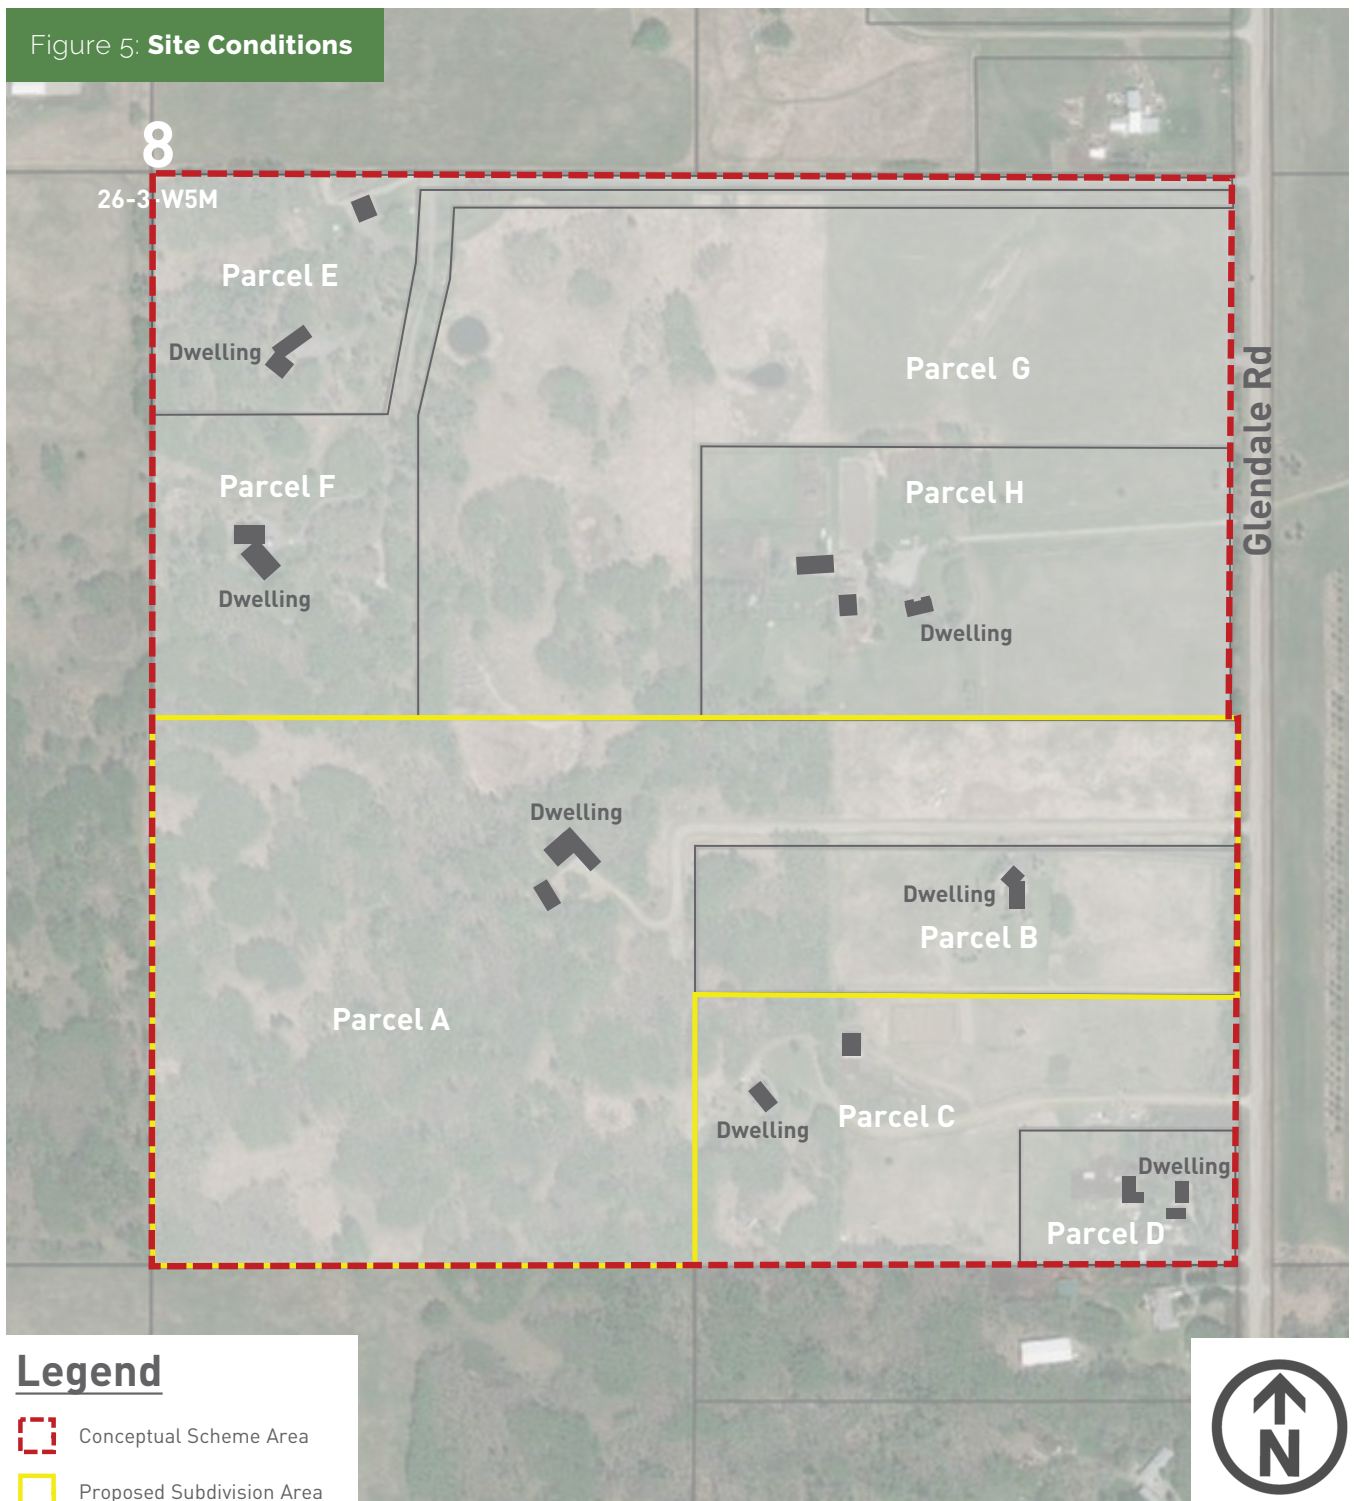 Figure 5: Site Conditions
8
26-3-W5M
Parcel E
Dwelling
Parcel G
Glendale Rd
Parcel F
Parcel H
Dwelling
Dwelling
Dwelling
Dwelling
Parcel B
Parcel A
Parcel C
Dwelling
Dwelling
Parcel D
Legend
Conceptual Scheme Area
Proposed Subdivision Area
N